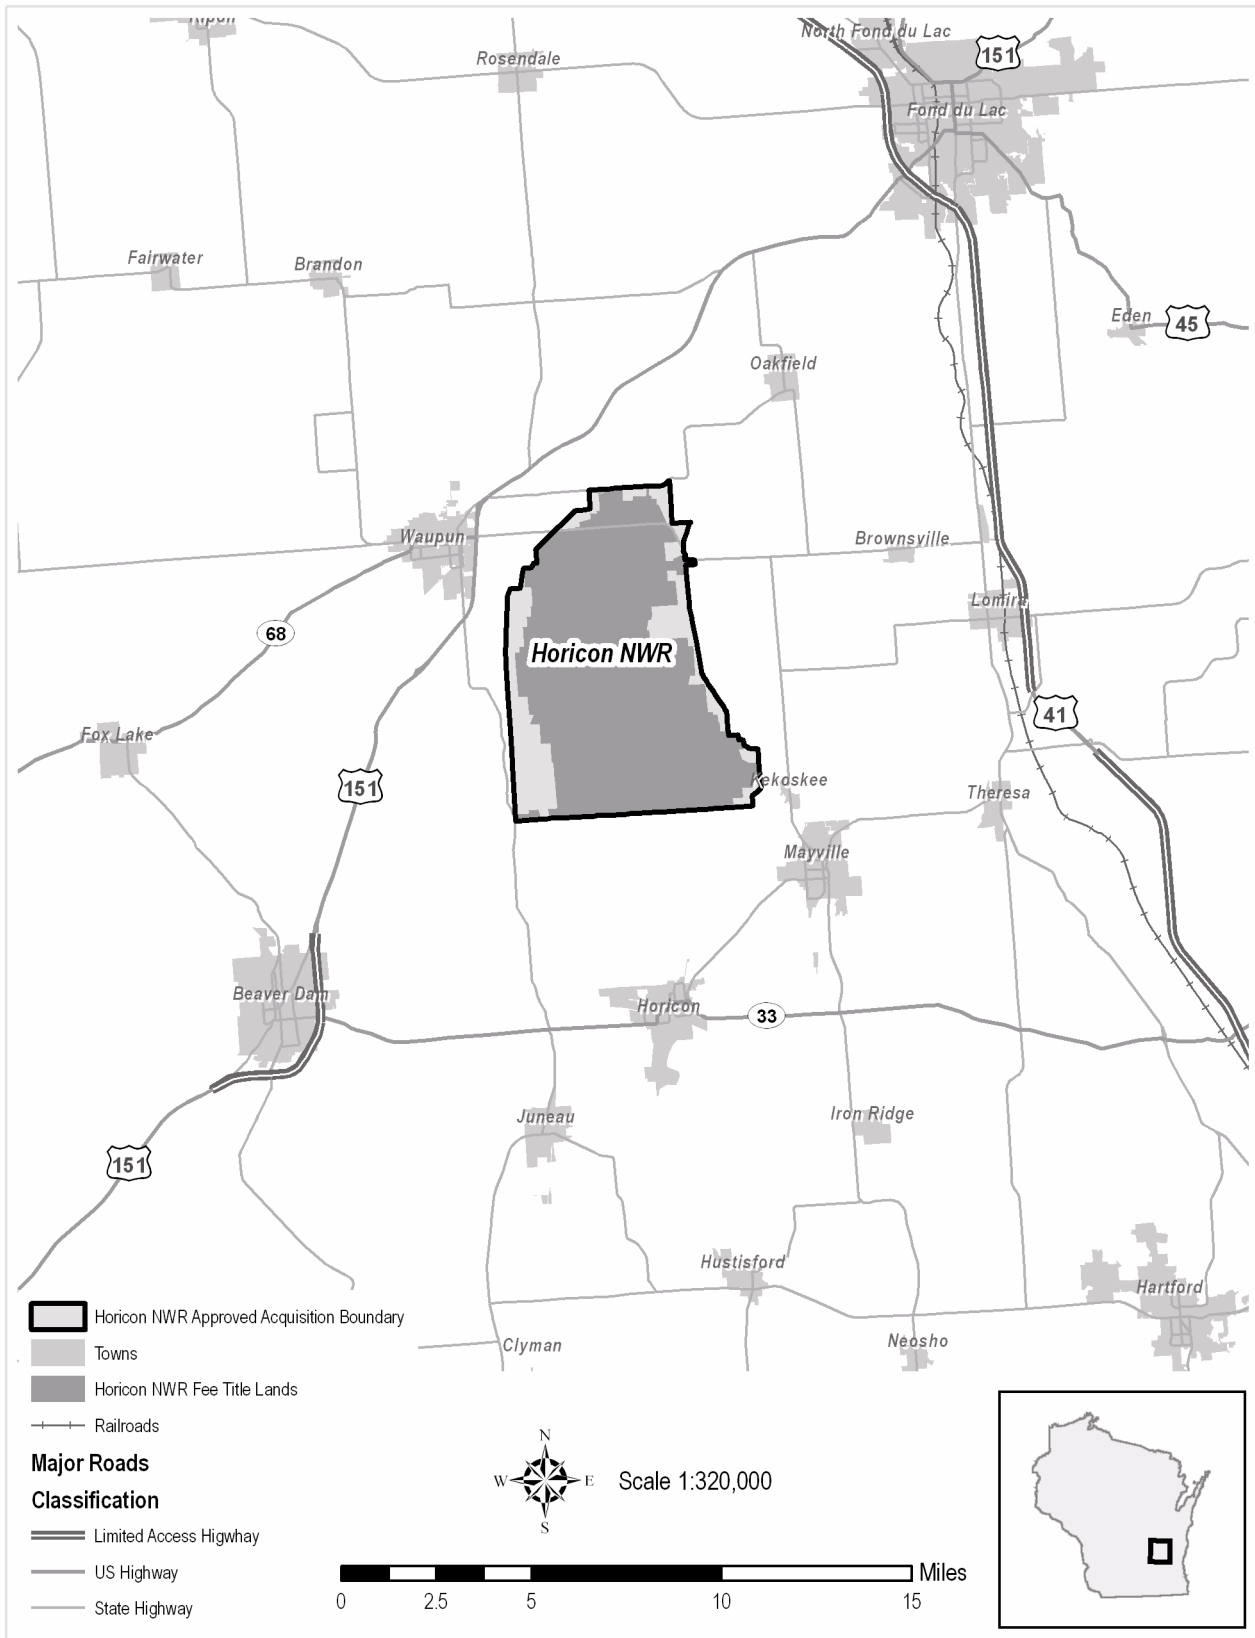 Ripon
North Fond du Lac
151
Rosendale
Fond du Lac
Fairwater
Brandon
Eden
45
Oakfield
Waupun
Brownsville
Lomira
68
Horicon NWR
41
Fox Lake
151
Kekoskee
Theresa
Mayville
Beaver Dam
Horicon
33
Juneau
Iron Ridge
151
Hustisford
Hartford
Clyman
Neosho
Horicon NWR Approved Acquisition Boundary
Towns
Horicon NWR Fee Title Lands
Railroads
Major Roads
Classification
Limited Access Higwhay
US Highway
State Highway
N
W E
S
Scale 1:320,000
Miles
0 2.5 5 10 15